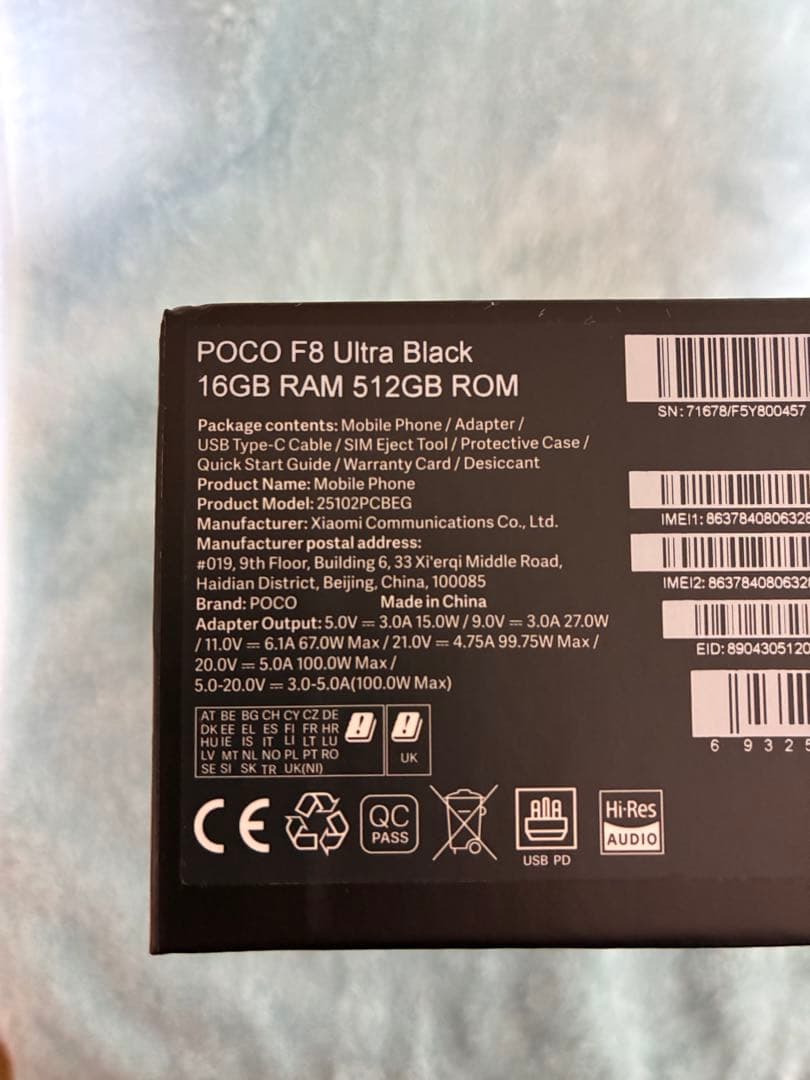 POCO F8 Ultra Black
16GB RAM 512GB ROM
Package contents: Mobile Phone / Adapter /
USB Type-C Cable / SIM Eject Tool / Protective Case /
Quick Start Guide / Warranty Card / Desiccant
Product Name: Mobile Phone
Product Model: 25102PCBEG
Manufacturer: Xiaomi Communications Co., Ltd.
Manufacturer postal address:
#019, 9th Floor, Building 6, 33 Xi'erqi Middle Road,
Haidian District, Beijing, China, 100085
Brand: POCO Made in China
Adapter Output: 5.0V ⎓ 3.0A 15.0W / 9.0V ⎓ 3.0A 27.0W
/ 11.0V ⎓ 6.1A 67.0W Max / 21.0V ⎓ 4.75A 99.75W Max /
20.0V ⎓ 5.0A 100.0W Max /
5.0-20.0V ⎓ 3.0-5.0A(100.0W Max)
AT BE BG CH CY CZ DE
DK EE EL ES FI FR HR
HU IE IS IT LI LT LU
LV MT NL NO PL PT RO
SE SI SK TR UK(NI)
UK
CE
QC
PASS
USB PD
Hi-Res
AUDIO
SN: 71678/F5Y800457
IMEI1: 8637840806328
IMEI2: 863784080632
EID: 8904305120
6 9325